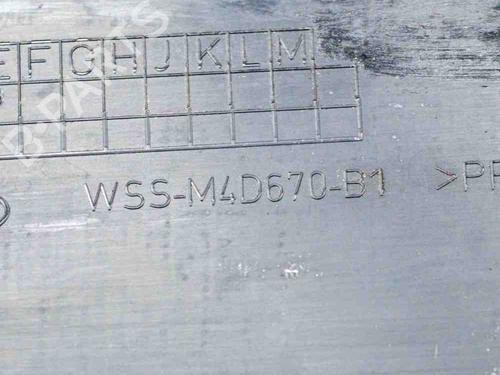 E F G H J K L M
WSS-M4D670-B1 >PP